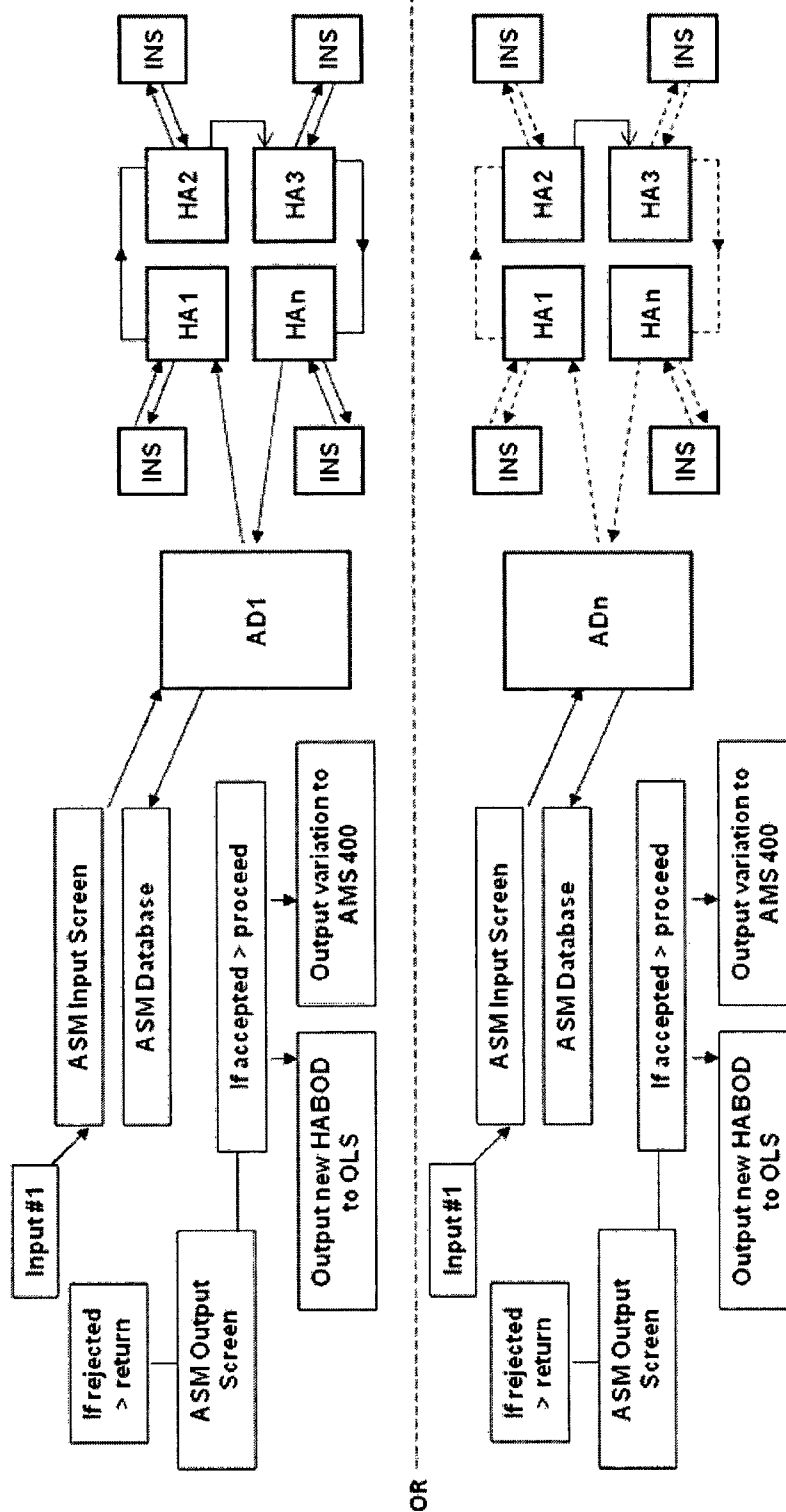 Input #1
ASM Input Screen
ASM Database
If rejected
> return
ASM Output
Screen
If accepted > proceed
Output new HABOD
to OLS
Output variation to
AMS 400
AD1
INS
INS
HA1
HA2
HAn
HA3
INS
INS
OR
Input #1
ASM Input Screen
ASM Database
If rejected
> return
ASM Output
Screen
If accepted > proceed
Output new HABOD
to OLS
Output variation to
AMS 400
ADn
INS
INS
HA1
HA2
HAn
HA3
INS
INS